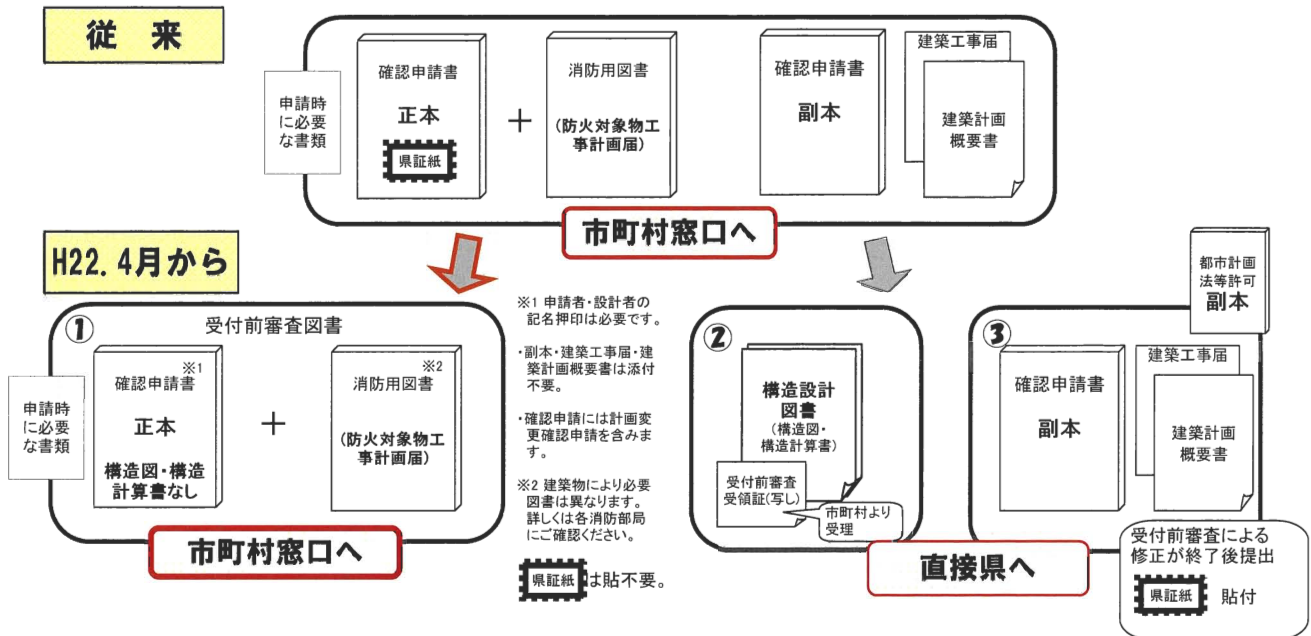 従 来
申請時
に必要
な書類
確認申請書
正本
県証紙
＋
消防用図書
(防火対象物工
事計画届)
確認申請書
副本
建築工事届
建築計画
概要書
市町村窓口へ
H22. 4月から
①
受付前審査図書
申請時
に必要
な書類
※1
確認申請書
正本
構造図・構造
計算書なし
＋
※2
消防用図書
(防火対象物工
事計画届)
市町村窓口へ
※1 申請者・設計者の
記名押印は必要です。
・副本・建築工事届・建
築計画概要書は添付
不要。
・確認申請には計画変
更確認申請を含みま
す。
※2 建築物により必要
図書は異なります。
詳しくは各消防部局
にご確認ください。
県証紙 は貼不要。
②
構造設計
図書
(構造図・
構造計算書)
受付前審査
受領証(写し)
市町村より
受理
③
都市計画
法等許可
副本
確認申請書
副本
建築工事届
建築計画
概要書
直接県へ
受付前審査による
修正が終了後提出
県証紙 貼付